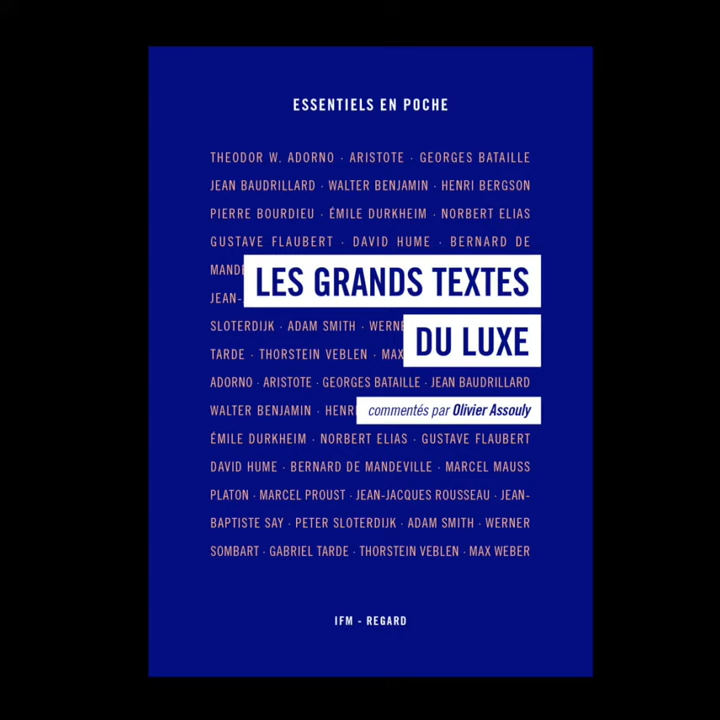 ESSENTIELS EN POCHE
THEODOR W. ADORNO · ARISTOTE · GEORGES BATAILLE
JEAN BAUDRILLARD · WALTER BENJAMIN · HENRI BERGSON
PIERRE BOURDIEU · ÉMILE DURKHEIM · NORBERT ELIAS
GUSTAVE FLAUBERT · DAVID HUME · BERNARD DE
LES GRANDS TEXTES
JEAN-
SLOTERDIJK · ADAM SMITH ·
DU LUXE
TARDE · THORSTEIN VEBLEN · MAX
ADORNO · ARISTOTE · GEORGES BATAILLE · JEAN BAUDRILLARD
WALTER BENJAMIN ·
commentés par Olivier Assouly
ÉMILE DURKHEIM · NORBERT ELIAS · GUSTAVE FLAUBERT
DAVID HUME · BERNARD DE MANDEVILLE · MARCEL MAUSS
PLATON · MARCEL PROUST · JEAN-JACQUES ROUSSEAU · JEAN-
BAPTISTE SAY · PETER SLOTERDIJK · ADAM SMITH · WERNER
SOMBART · GABRIEL TARDE · THORSTEIN VEBLEN · MAX WEBER
IFM - REGARD